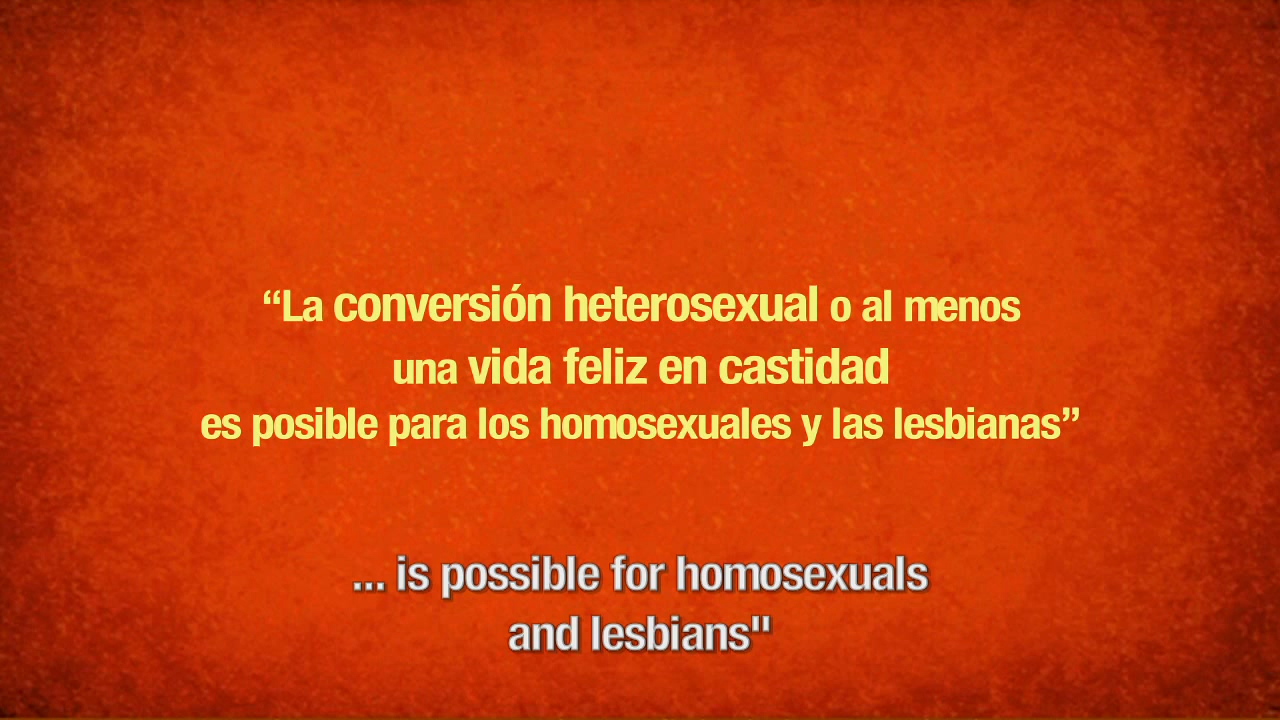 “La conversión heterosexual o al menos
una vida feliz en castidad
es posible para los homosexuales y las lesbianas”
... is possible for homosexuals
and lesbians"